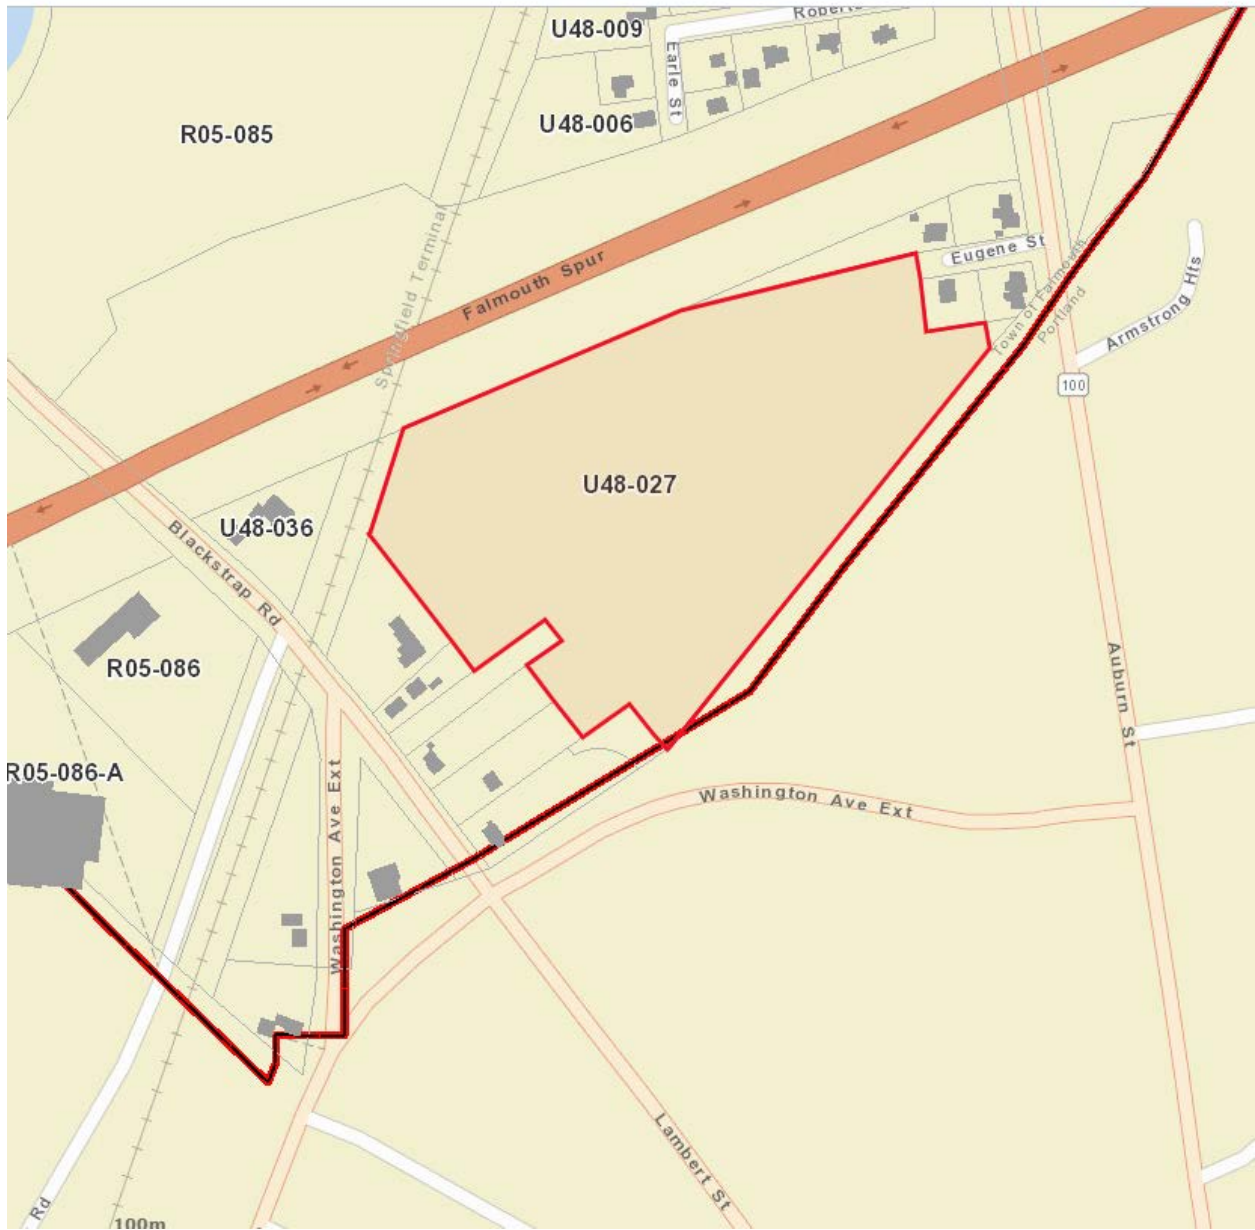 Roberts
U48-009
Earle St
U48-006
R05-085
Springfield Terminal
Falmouth Spur
Eugene St
Town of Falmouth
Portland
Armstrong Hts
100
U48-027
U48-036
Blackstrap Rd
R05-086
Auburn St
R05-086-A
Washington Ave Ext
Washington Ave Ext
Lambert St
Rd
100m